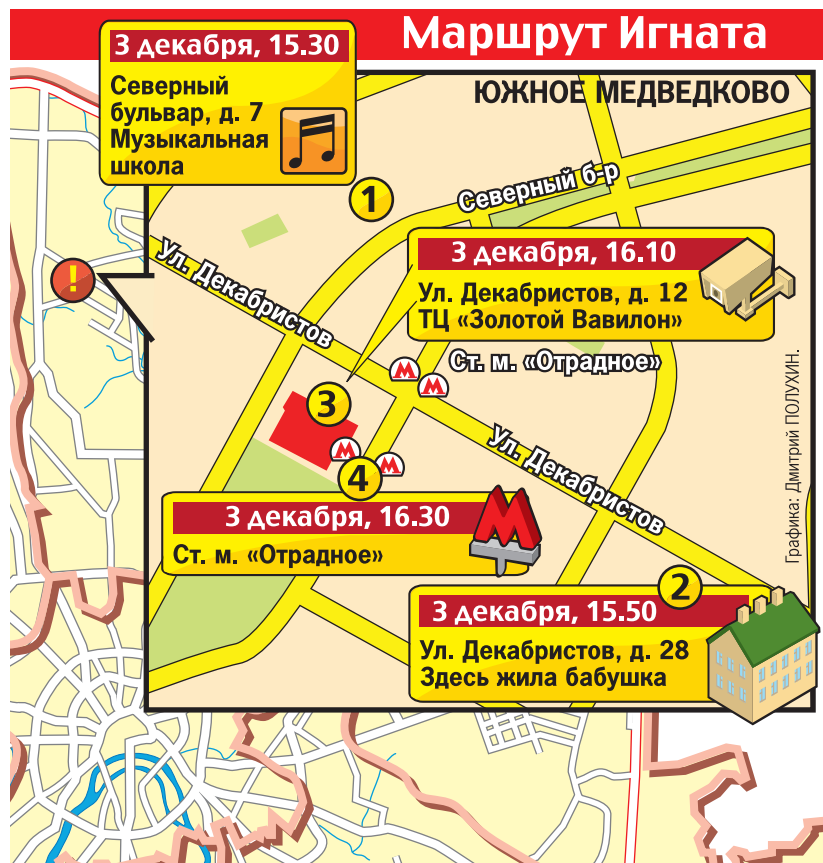 Маршрут Игната
3 декабря, 15.30
Северный
бульвар, д. 7
Музыкальная
школа
ЮЖНОЕ МЕДВЕДКОВО
1
Северный б-р
!
Ул. Декабристов
3 декабря, 16.10
Ул. Декабристов, д. 12
ТЦ «Золотой Вавилон»
М
М
Ст. м. «Отрадное»
3
М
М
Ул. Декабристов
4
3 декабря, 16.30
Ст. м. «Отрадное»
М
2
3 декабря, 15.50
Ул. Декабристов, д. 28
Здесь жила бабушка
Графика: Дмитрий ПОЛУХИН.